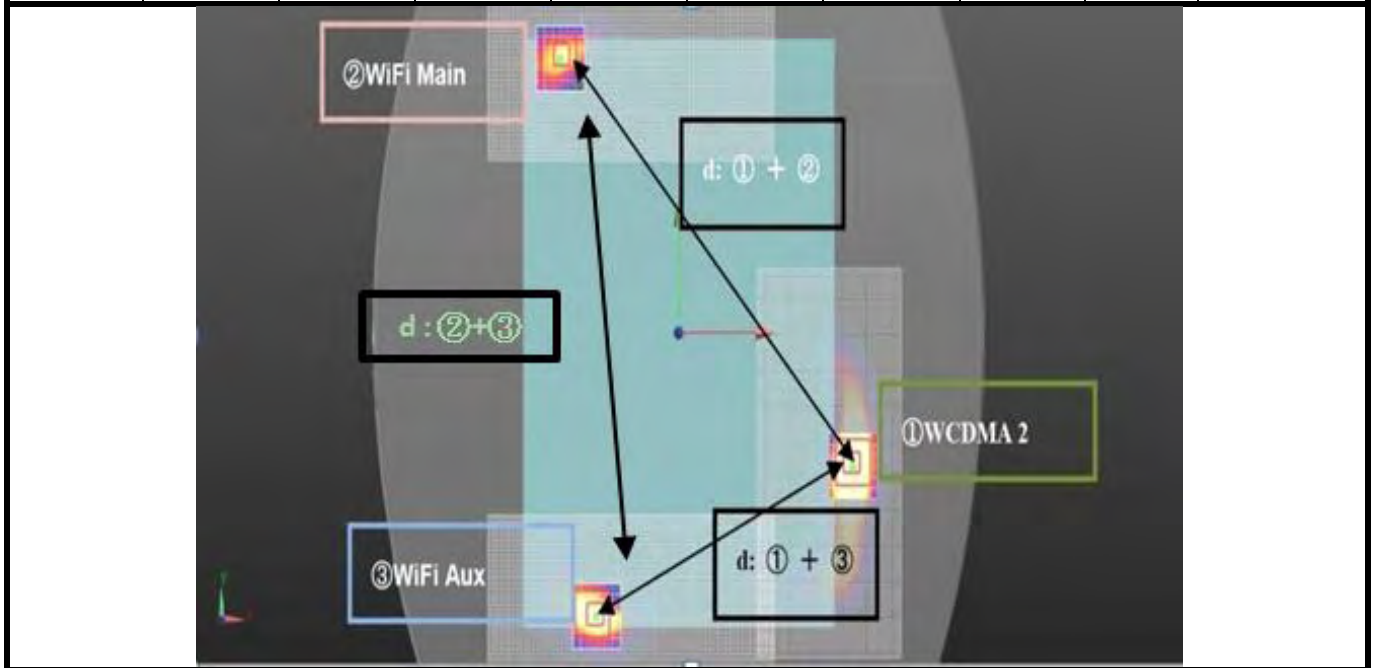 ②WiFi Main
d: ① + ②
d:②+③
①WCDMA 2
③WiFi Aux
d: ① + ③